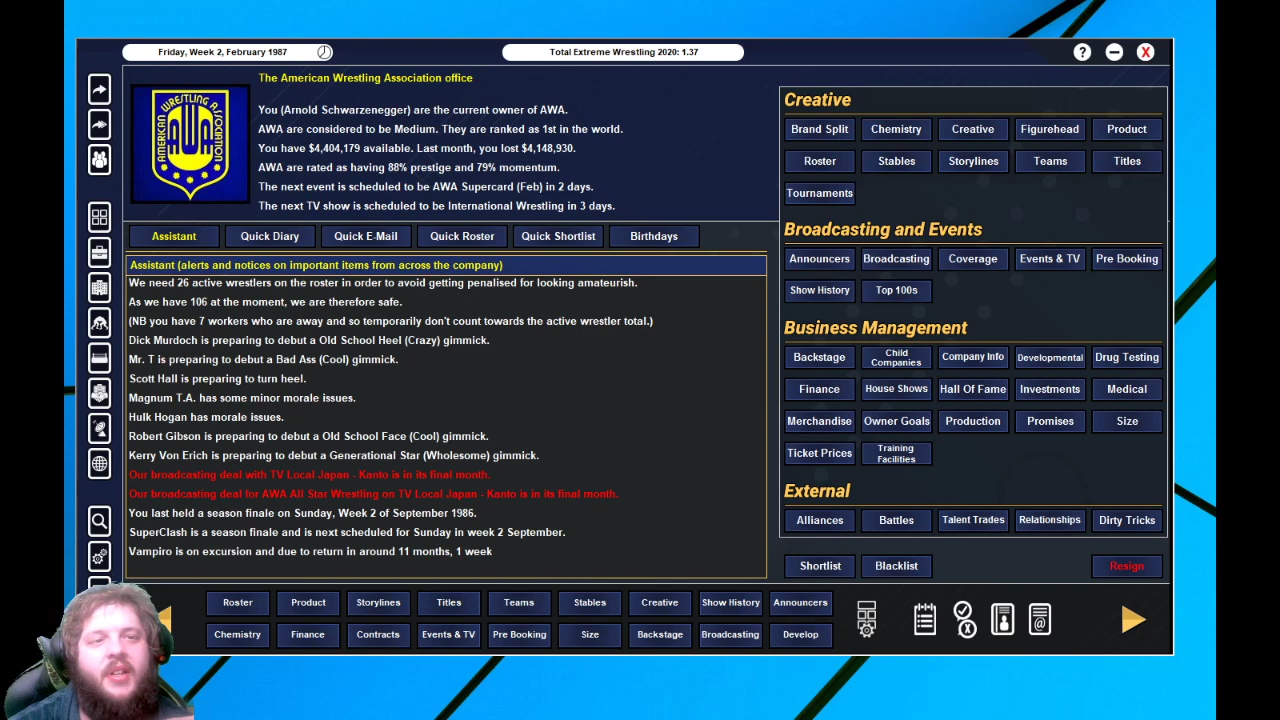 Friday, Week 2, February 1987
Total Extreme Wrestling 2020: 1.37
?
X
AMERICAN WRESTLING ASSOCIATION
AWA
The American Wrestling Association office
You (Arnold Schwarzenegger) are the current owner of AWA.
AWA are considered to be Medium. They are ranked as 1st in the world.
You have $4,404,179 available. Last month, you lost $4,148,930.
AWA are rated as having 88% prestige and 79% momentum.
The next event is scheduled to be AWA Supercard (Feb) in 2 days.
The next TV show is scheduled to be International Wrestling in 3 days.
Assistant Quick Diary Quick E-Mail Quick Roster Quick Shortlist Birthdays
Assistant (alerts and notices on important items from across the company)
We need 26 active wrestlers on the roster in order to avoid getting penalised for looking amateurish.
As we have 106 at the moment, we are therefore safe.
(NB you have 7 workers who are away and so temporarily don't count towards the active wrestler total.)
Dick Murdoch is preparing to debut a Old School Heel (Crazy) gimmick.
Mr. T is preparing to debut a Bad Ass (Cool) gimmick.
Scott Hall is preparing to turn heel.
Magnum T.A. has some minor morale issues.
Hulk Hogan has morale issues.
Robert Gibson is preparing to debut a Old School Face (Cool) gimmick.
Kerry Von Erich is preparing to debut a Generational Star (Wholesome) gimmick.
Our broadcasting deal with TV Local Japan - Kanto is in its final month.
Our broadcasting deal for AWA All Star Wrestling on TV Local Japan - Kanto is in its final month.
You last held a season finale on Sunday, Week 2 of September 1986.
SuperClash is a season finale and is next scheduled for Sunday in week 2 September.
Vampiro is on excursion and due to return in around 11 months, 1 week
Creative
Brand Split Chemistry Creative Figurehead Product
Roster Stables Storylines Teams Titles
Tournaments
Broadcasting and Events
Announcers Broadcasting Coverage Events & TV Pre Booking
Show History Top 100s
Business Management
Backstage Child Companies Company Info Developmental Drug Testing
Finance House Shows Hall Of Fame Investments Medical
Merchandise Owner Goals Production Promises Size
Ticket Prices Training Facilities
External
Alliances Battles Talent Trades Relationships Dirty Tricks
Shortlist Blacklist Resign
Roster Product Storylines Titles Teams Stables Creative Show History Announcers
Chemistry Finance Contracts Events & TV Pre Booking Size Backstage Broadcasting Develop